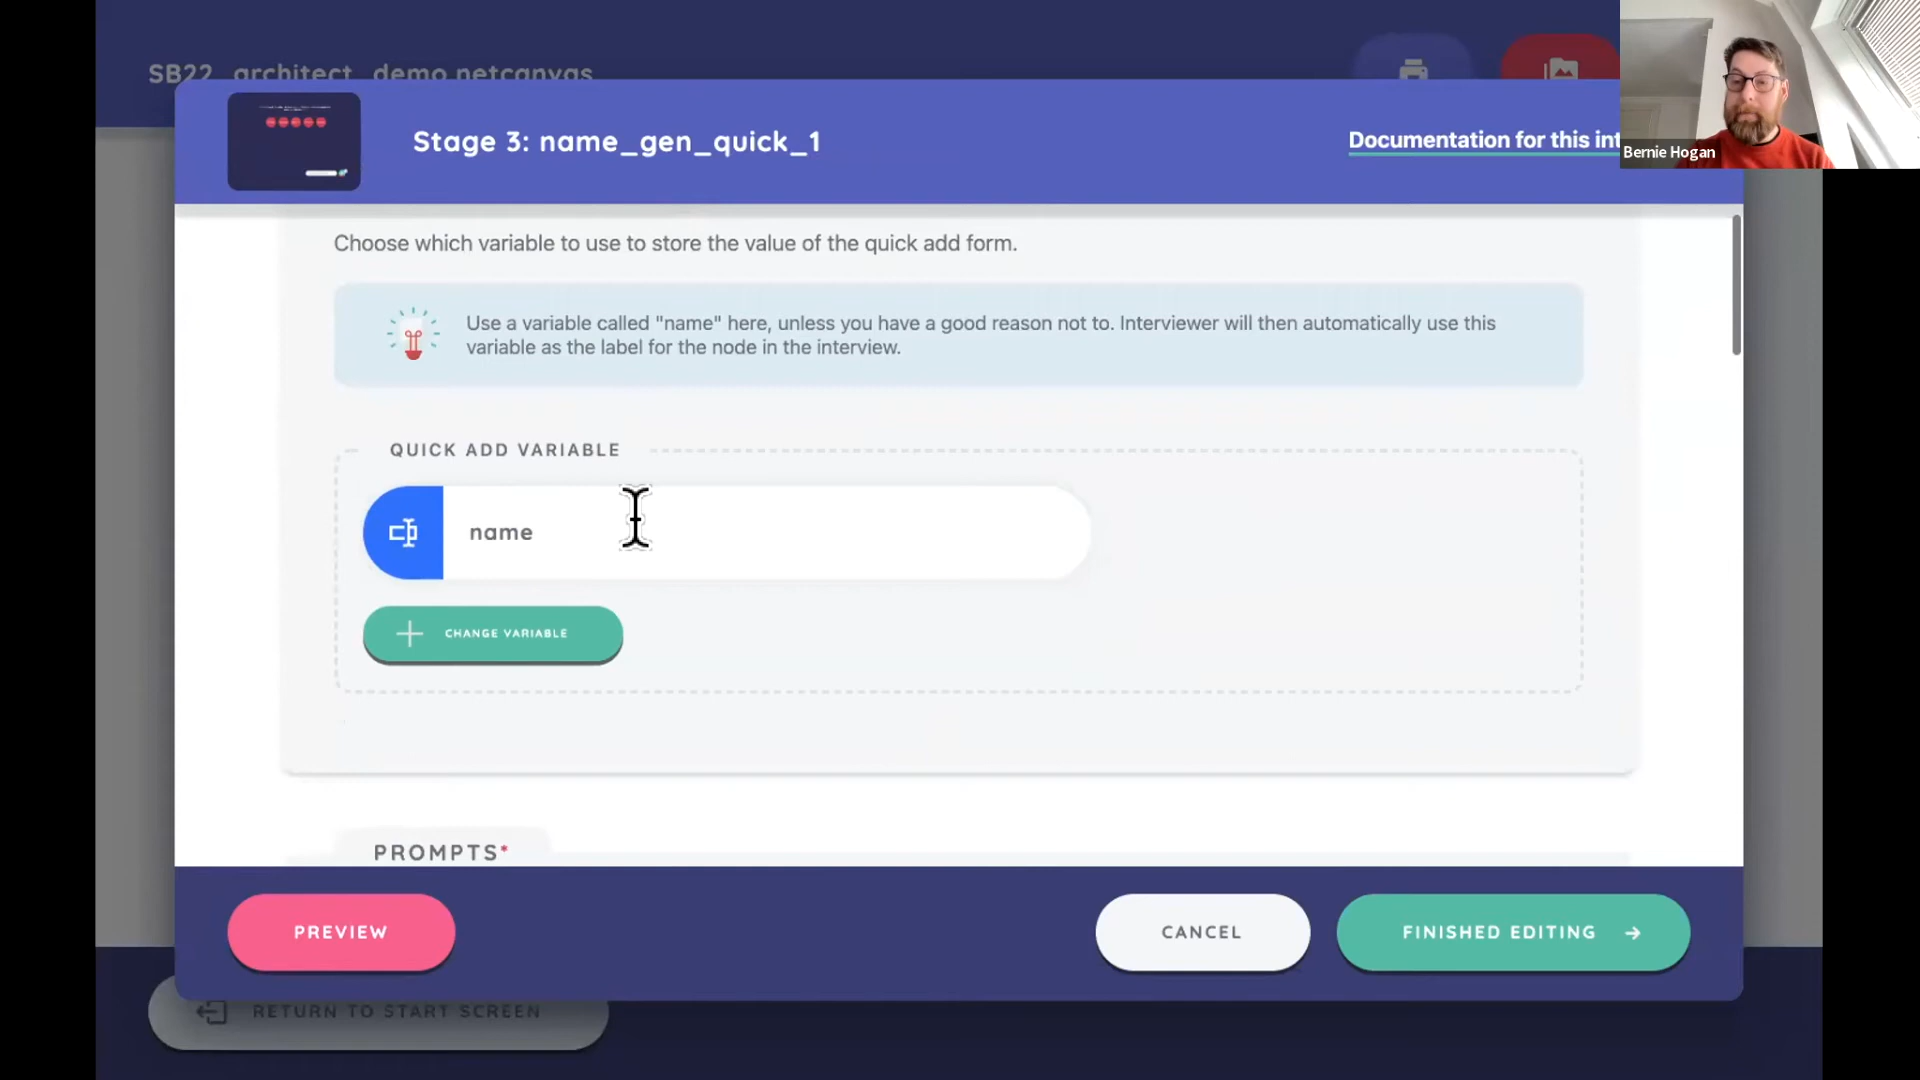 SB22_architect_demo.netcanvas
Stage 3: name_gen_quick_1
Documentation for this int
Bernie Hogan
Choose which variable to use to store the value of the quick add form.
Use a variable called "name" here, unless you have a good reason not to. Interviewer will then automatically use this
variable as the label for the node in the interview.
QUICK ADD VARIABLE
name
CHANGE VARIABLE
PROMPTS*
PREVIEW
CANCEL
FINISHED EDITING
RETURN TO START SCREEN